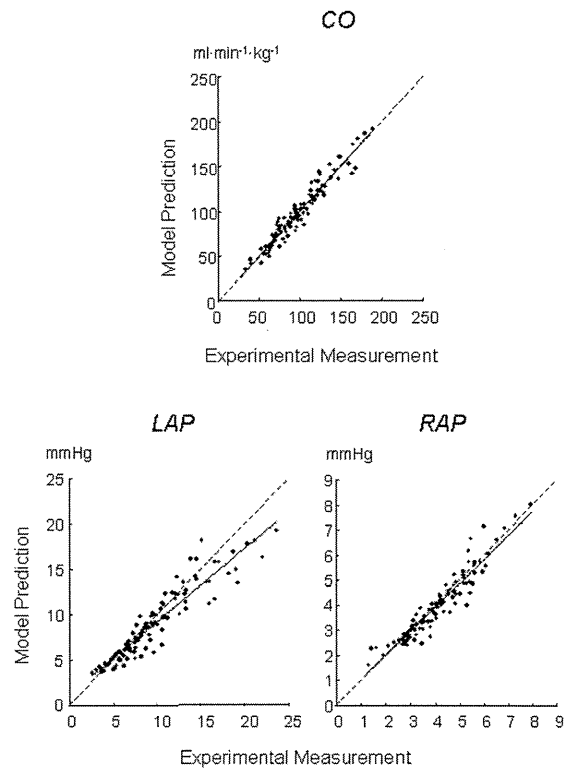 CO
ml·min-1·kg-1
250
200
150
100
50
0
Model Prediction
0 50 100 150 200 250
Experimental Measurement
LAP
RAP
mmHg
mmHg
25
20
15
10
5
0
Model Prediction
0 5 10 15 20 25
9
8
7
6
5
4
3
2
1
0
0 1 2 3 4 5 6 7 8 9
Experimental Measurement